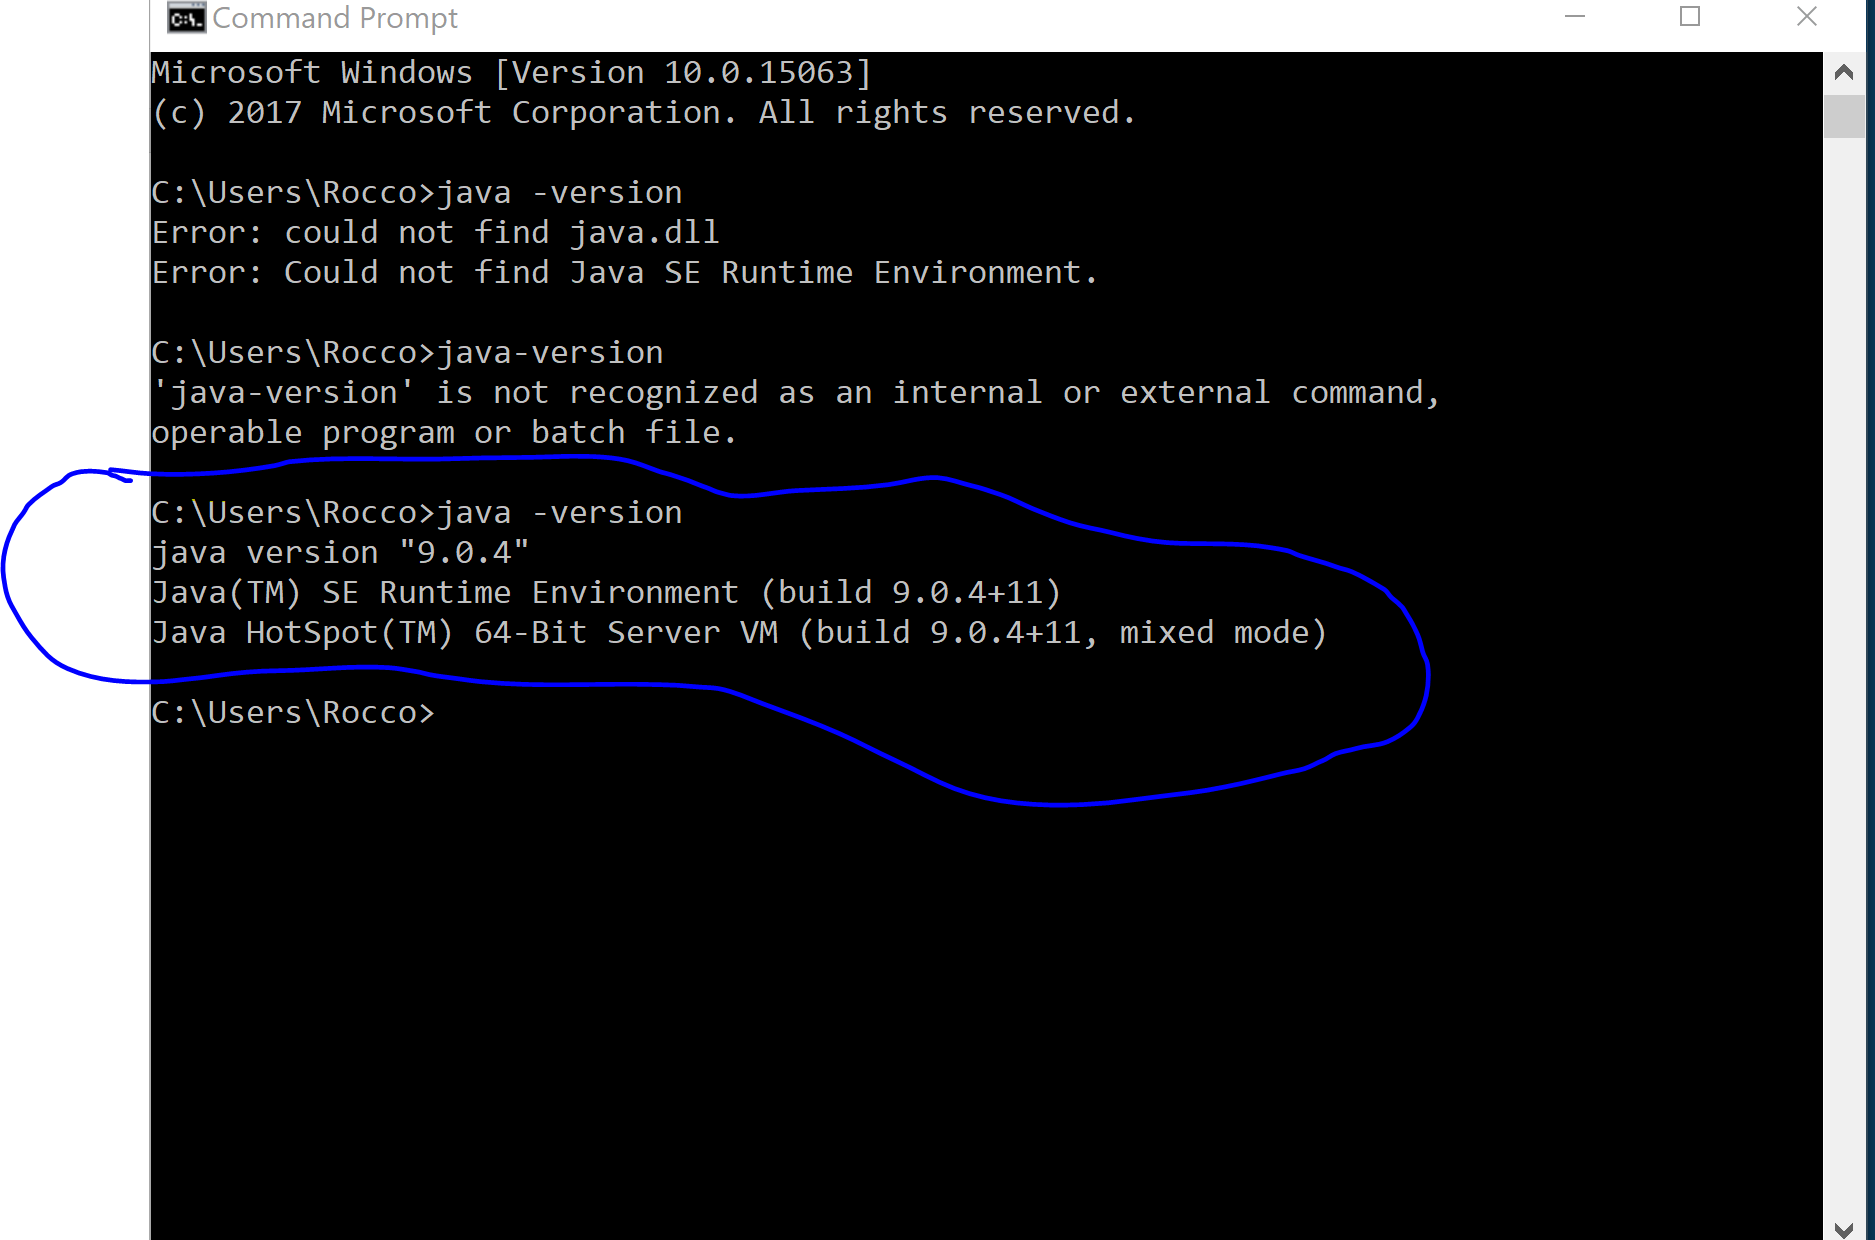 Command Prompt
Microsoft Windows [Version 10.0.15063]
(c) 2017 Microsoft Corporation. All rights reserved.
C:\Users\Rocco>java -version
Error: could not find java.dll
Error: Could not find Java SE Runtime Environment.
C:\Users\Rocco>java-version
'java-version' is not recognized as an internal or external command,
operable program or batch file.
C:\Users\Rocco>java -version
java version "9.0.4"
Java(TM) SE Runtime Environment (build 9.0.4+11)
Java HotSpot(TM) 64-Bit Server VM (build 9.0.4+11, mixed mode)
C:\Users\Rocco>